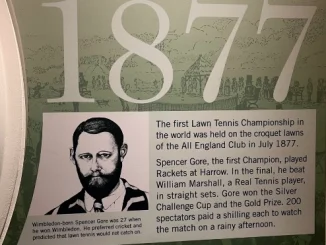 1877
The first Lawn Tennis Championship in
the world was held on the croquet lawns
of the All England Club in July 1877.
Spencer Gore, the first Champion, played
Rackets at Harrow. In the final, he beat
William Marshall, a Real Tennis player,
in straight sets. Gore won the Silver
Challenge Cup and the Gold Prize. 200
spectators paid a shilling each to watch
the match on a rainy afternoon.
Wimbledon-born Spencer Gore was 27 when
he won Wimbledon. He preferred cricket and
predicted that lawn tennis would not catch on.